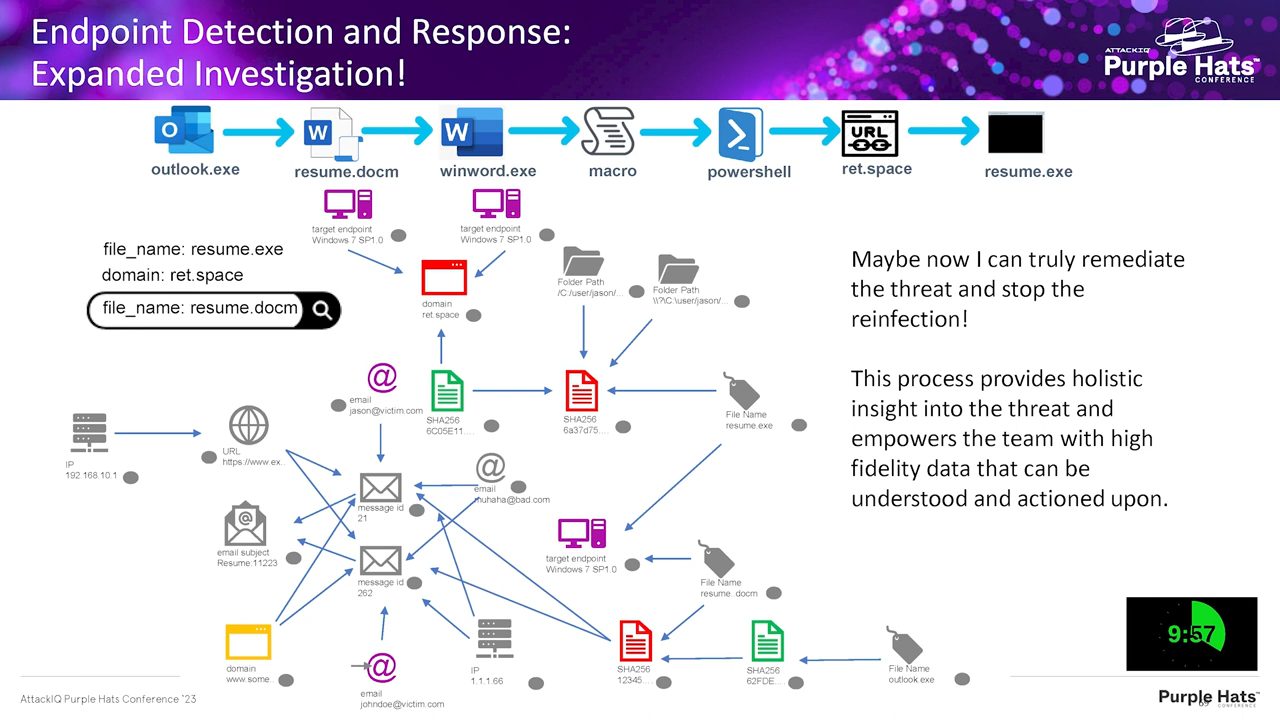 Endpoint Detection and Response:
Expanded Investigation!
ATTACKIQ
Purple Hats™
CONFERENCE
outlook.exe
resume.docm
winword.exe
macro
powershell
ret.space
resume.exe
URL
target endpoint
Windows 7 SP1.0
target endpoint
Windows 7 SP1.0
file_name: resume.exe
domain: ret.space
file_name: resume.docm
domain
ret.space
Folder Path
/C:/user/jason/...
Folder Path
\\?\C:\user/jason/...
Maybe now I can truly remediate
the threat and stop the
reinfection!
This process provides holistic
insight into the threat and
empowers the team with high
fidelity data that can be
understood and actioned upon.
email
jason@victim.com
SHA256
6C05E11....
SHA256
6a37d75....
File Name
resume.exe
IP
192.168.10.1
URL
https://www.ex..
message id
21
email
muhaha@bad.com
email subject
Resume:11223
message id
262
target endpoint
Windows 7 SP1.0
File Name
resume..docm
domain
www.some..
email
johndoe@victim.com
IP
1.1.1.66
SHA256
12345....
SHA256
62FDE....
File Name
outlook.exe
9:57
AttackIQ Purple Hats Conference '23
Purple Hats™
CONFERENCE